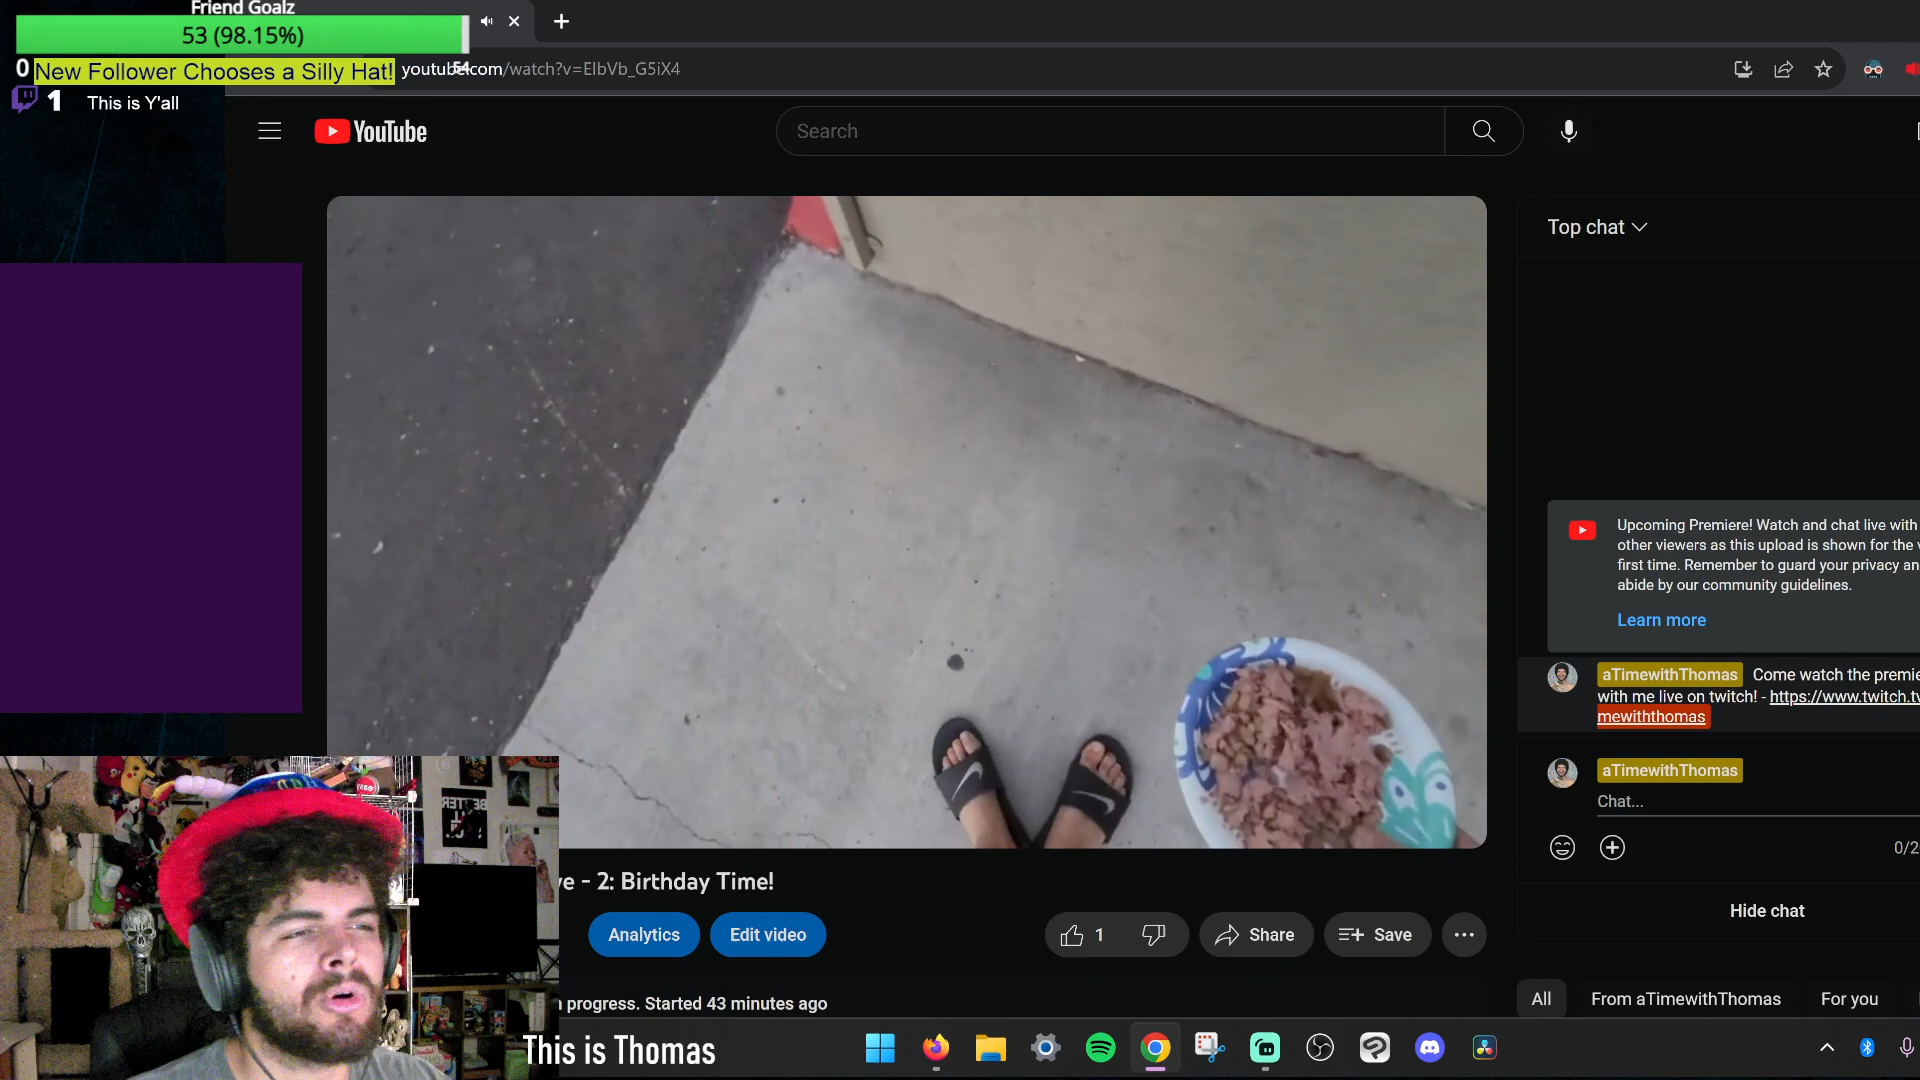 Friend Goalz
53 (98.15%)
0
54
New Follower Chooses a Silly Hat!
youtube.com/watch?v=EIbVb_G5iX4
1
This is Y'all
YouTube
Search
Top chat
Upcoming Premiere! Watch and chat live with
other viewers as this upload is shown for the
first time. Remember to guard your privacy an
abide by our community guidelines.
Learn more
aTimewithThomas Come watch the premie
with me live on twitch! - https://www.twitch.tv
mewiththomas
aTimewithThomas
Chat...
0/2
Hide chat
- 2: Birthday Time!
Analytics
Edit video
1
Share
Save
progress. Started 43 minutes ago
All
From aTimewithThomas
For you
This is Thomas